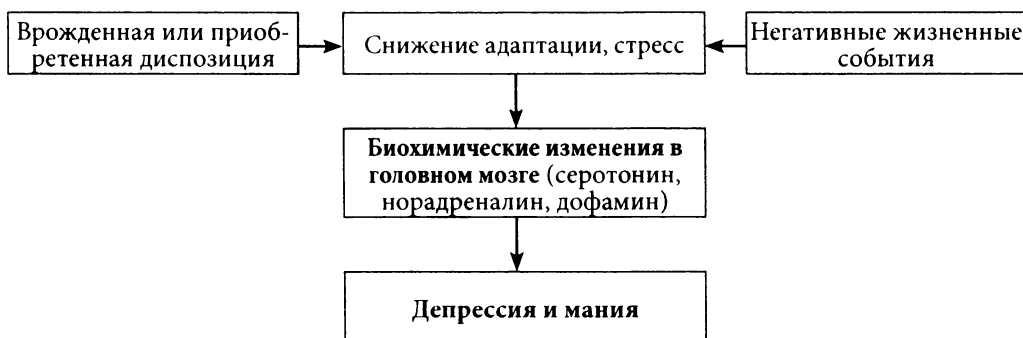 Врожденная или приоб-
ретенная диспозиция
Снижение адаптации, стресс
Негативные жизненные
события
Биохимические изменения в
головном мозге (серотонин,
норадреналин, дофамин)
Депрессия и мания